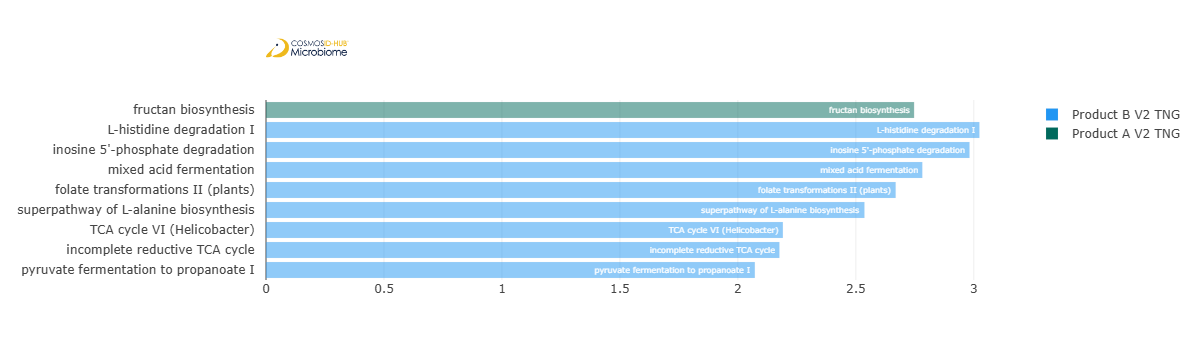 COSMOSID-HUB
Microbiome
fructan biosynthesis
fructan biosynthesis
L-histidine degradation I
L-histidine degradation I
inosine 5'-phosphate degradation
inosine 5'-phosphate degradation
mixed acid fermentation
mixed acid fermentation
folate transformations II (plants)
folate transformations II (plants)
superpathway of L-alanine biosynthesis
superpathway of L-alanine biosynthesis
TCA cycle VI (Helicobacter)
TCA cycle VI (Helicobacter)
incomplete reductive TCA cycle
incomplete reductive TCA cycle
pyruvate fermentation to propanoate I
pyruvate fermentation to propanoate I
0 0.5 1 1.5 2 2.5 3
Product B V2 TNG
Product A V2 TNG